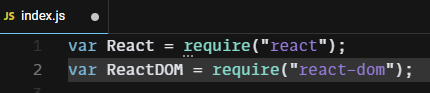 JS index.js
1 var React = require("react");
2 var ReactDOM = require("react-dom");